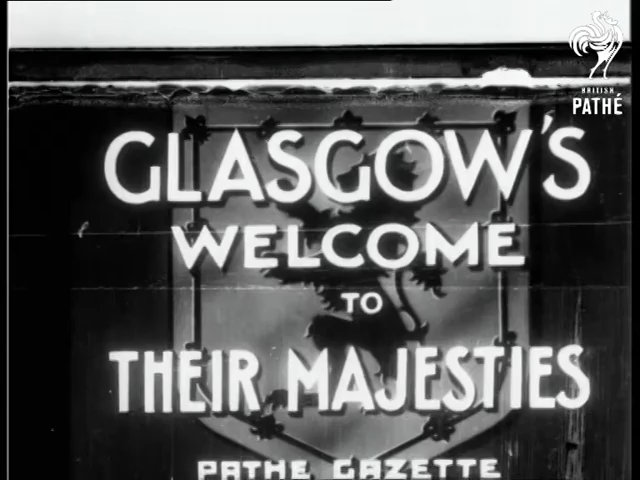 BRITISH
PATHÉ
GLASGOW'S
WELCOME
TO
THEIR MAJESTIES
PATHE GAZETTE